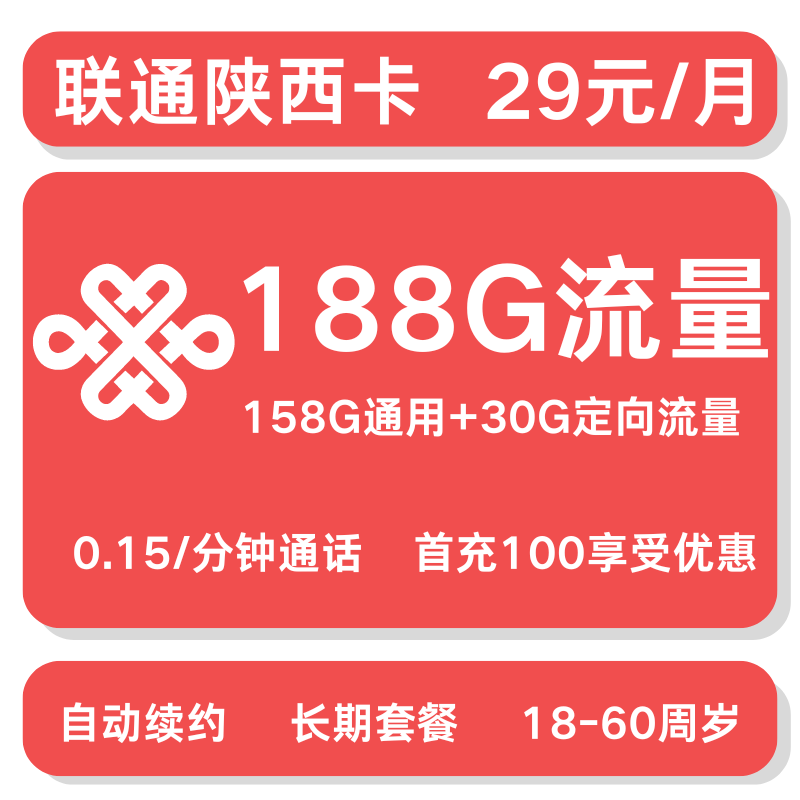 联通陕西卡 29元/月
188G流量
158G通用+30G定向流量
0.15/分钟通话 首充100享受优惠
自动续约 长期套餐 18-60周岁